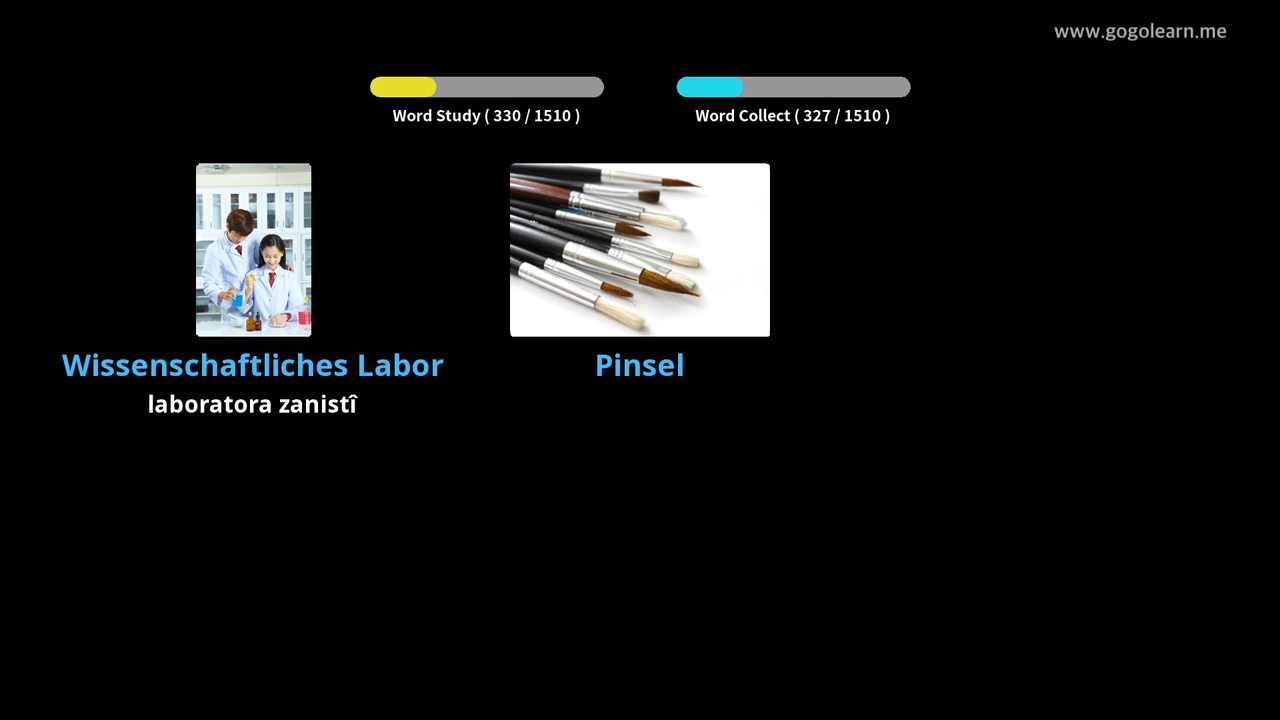 www.gogolearn.me
Word Study ( 330 / 1510 )
Word Collect ( 327 / 1510 )
Wissenschaftliches Labor
laboratora zanistî
Pinsel